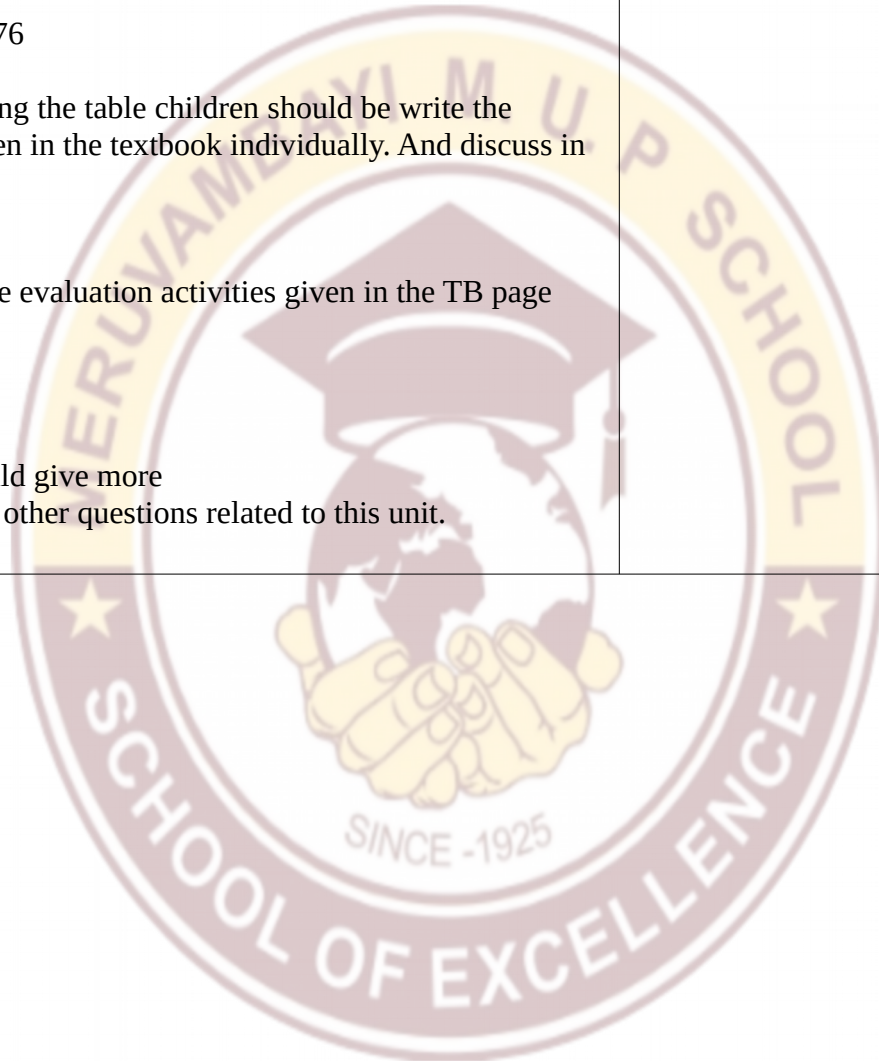 76
ng the table children should be write the
en in the textbook individually. And discuss in
e evaluation activities given in the TB page
ld give more
other questions related to this unit.
MERUVAMBAYI M U P SCHOOL
SINCE -1925
SCHOOL OF EXCELLENCE